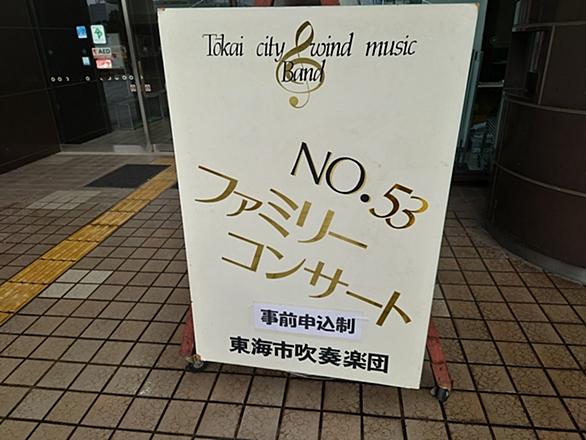 AED
Tokai city wind music
Band
NO.53
ファミリー
コンサート
事前申込制
東海市吹奏楽団